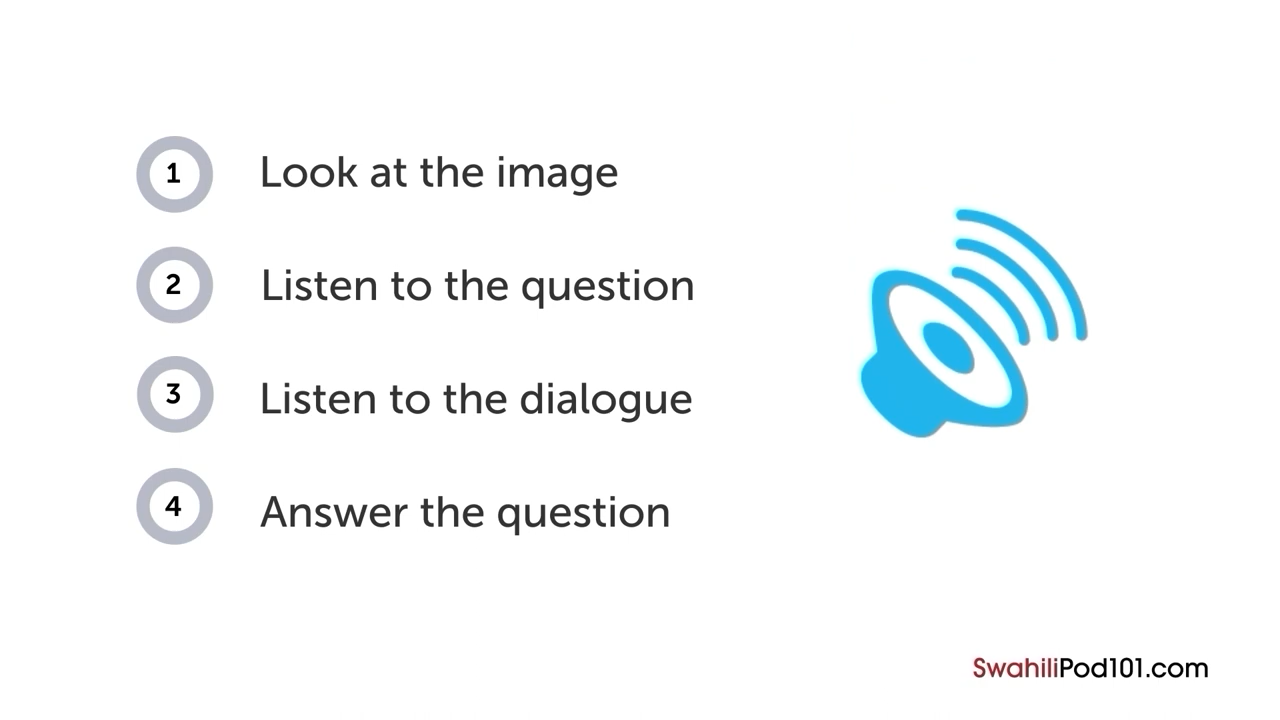 1 Look at the image
2 Listen to the question
3 Listen to the dialogue
4 Answer the question
SwahiliPod101.com